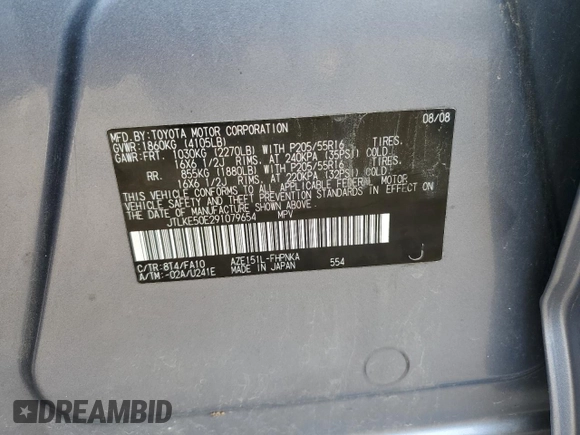 MFD.BY:TOYOTA MOTOR CORPORATION 08/08
GVWR:1860KG (4105LB)
GAWR:FRT. 1030KG (2270LB) WITH P205/55R16 TIRES,
16X6 1/2J RIMS, AT 240KPA (35PSI) COLD
RR. 855KG (1880LB) WITH P205/55R16 TIRES,
16X6 1/2J RIMS, AT 220KPA (32PSI) COLD
THIS VEHICLE CONFORMS TO ALL APPLICABLE FEDERAL MOTOR
VEHICLE SAFETY, BUMPER, AND THEFT PREVENTION STANDARDS IN
EFFECT ON THE DATE OF MANUFACTURE SHOWN ABOVE.
JTLKE50E291079654 MPV
C/TR:8T4/FA10 AZE151L-FHPNKA
A/TM:-02A/U241E MADE IN JAPAN 554 J
DREAMBID